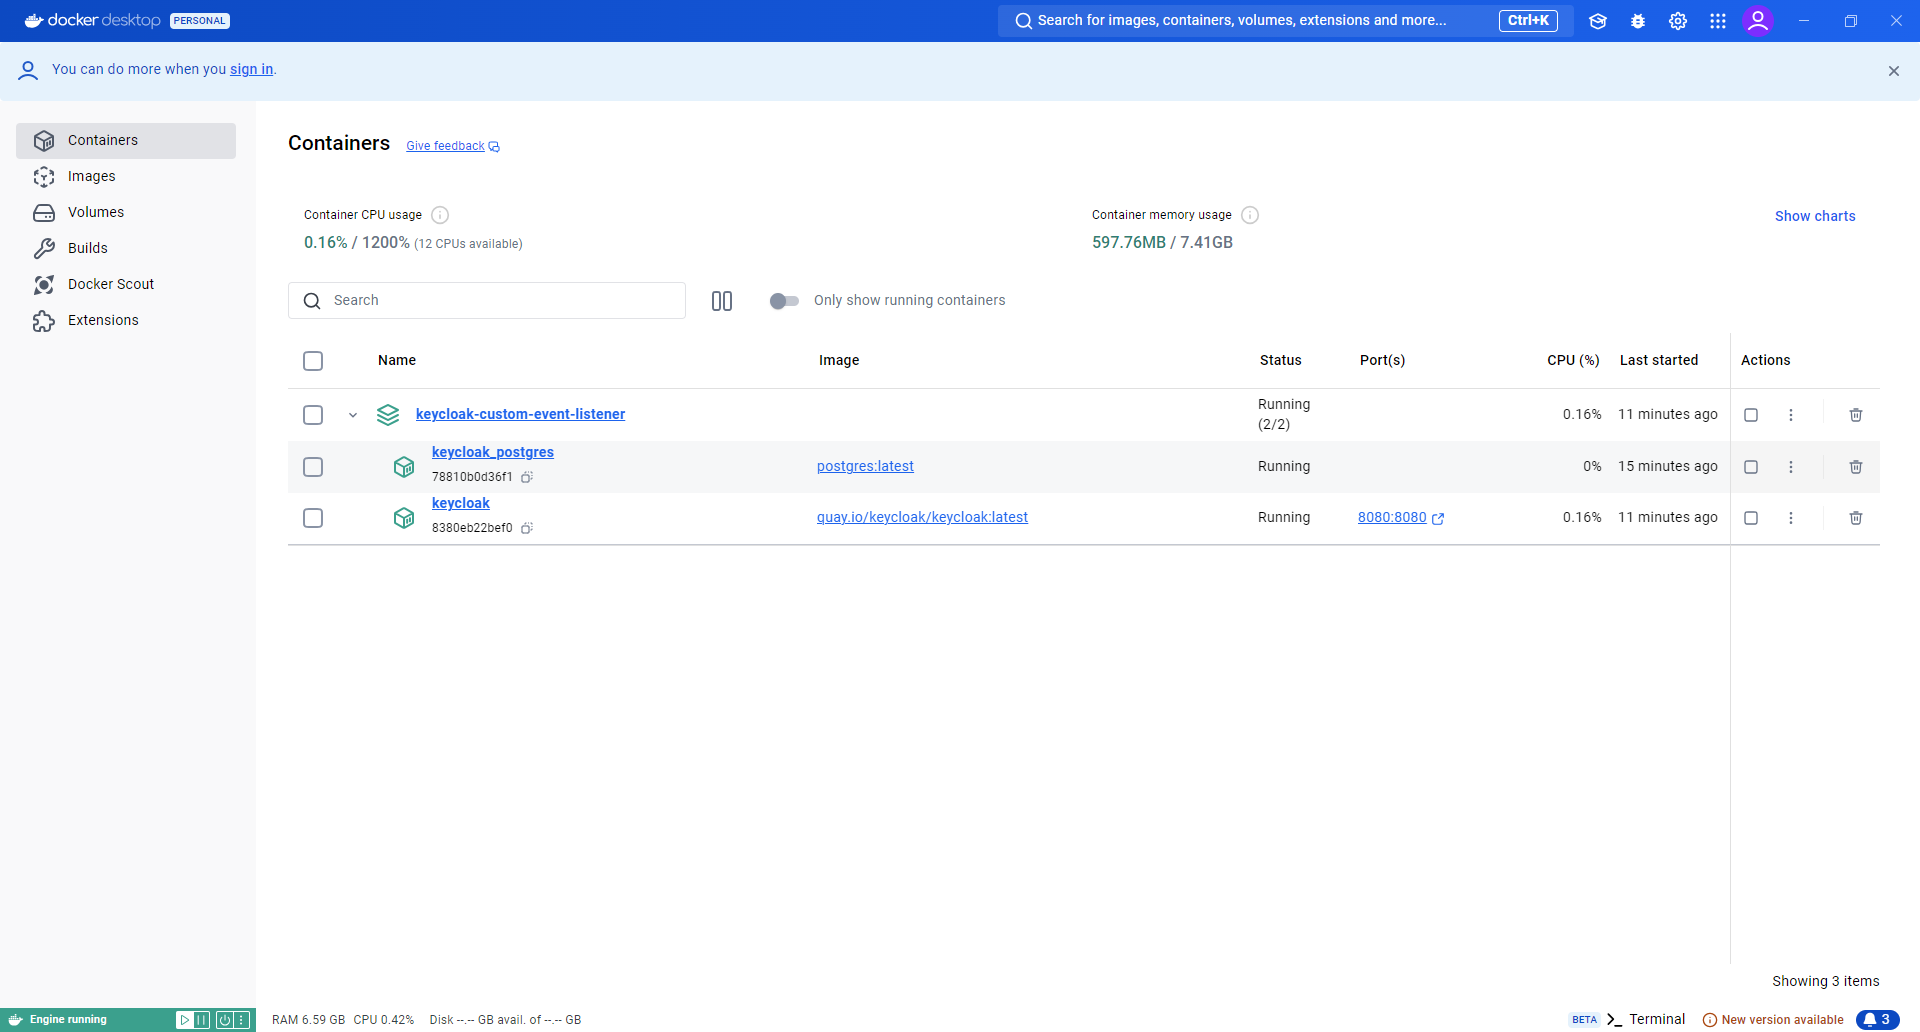 docker desktop PERSONAL
Search for images, containers, volumes, extensions and more... Ctrl+K
You can do more when you sign in.
Containers
Images
Volumes
Builds
Docker Scout
Extensions
Containers Give feedback
Container CPU usage
0.16% / 1200% (12 CPUs available)
Container memory usage
597.76MB / 7.41GB
Show charts
Search
Only show running containers
Name Image Status Port(s) CPU (%) Last started Actions
keycloak-custom-event-listener Running (2/2) 0.16% 11 minutes ago
keycloak_postgres
78810b0d36f1
postgres:latest Running 0% 15 minutes ago
keycloak
8380eb22bef0
quay.io/keycloak/keycloak:latest Running 8080:8080 0.16% 11 minutes ago
Showing 3 items
Engine running
RAM 6.59 GB CPU 0.42% Disk --.-- GB avail. of --.-- GB
BETA Terminal New version available 3